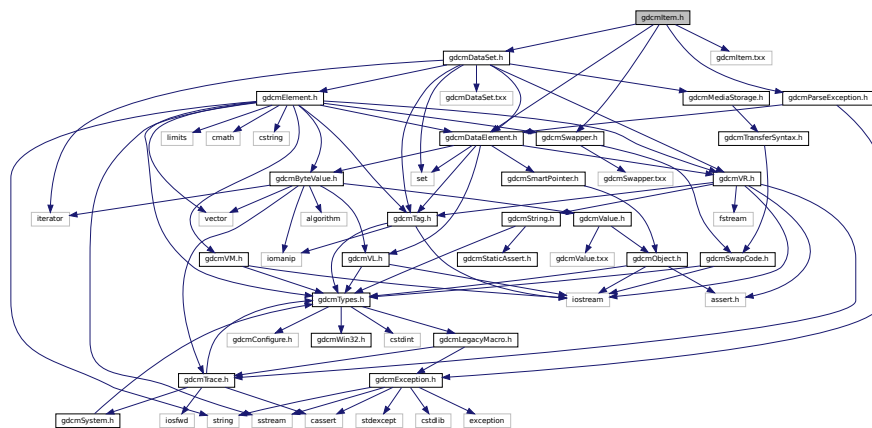 gdcmItem.h
gdcmDataSet.h
gdcmItem.txx
gdcmElement.h
gdcmDataSet.txx
gdcmMediaStorage.h
gdcmParseException.h
limits
cmath
cstring
gdcmDataElement.h
gdcmSwapper.h
gdcmTransferSyntax.h
gdcmByteValue.h
set
gdcmSmartPointer.h
gdcmSwapper.txx
gdcmVR.h
iterator
vector
algorithm
gdcmTag.h
gdcmString.h
gdcmValue.h
fstream
gdcmVM.h
iomanip
gdcmVL.h
gdcmStaticAssert.h
gdcmValue.txx
gdcmObject.h
gdcmSwapCode.h
gdcmTypes.h
iostream
assert.h
gdcmConfigure.h
gdcmWin32.h
cstdint
gdcmLegacyMacro.h
gdcmTrace.h
gdcmException.h
gdcmSystem.h
iosfwd
string
sstream
cassert
stdexcept
cstdlib
exception